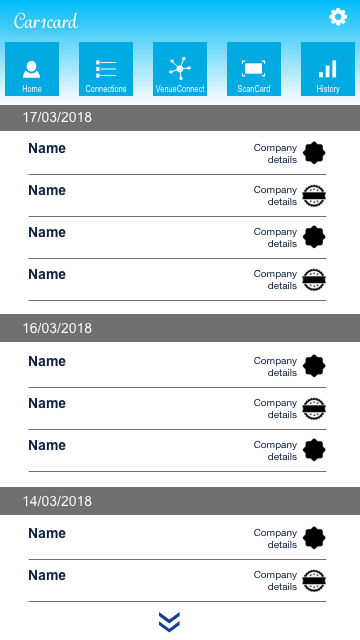 Car1card
Home Connections VenueConnect ScanCard History
17/03/2018
Name Company
details
Name Company
details
Name Company
details
Name Company
details
16/03/2018
Name Company
details
Name Company
details
Name Company
details
14/03/2018
Name Company
details
Name Company
details